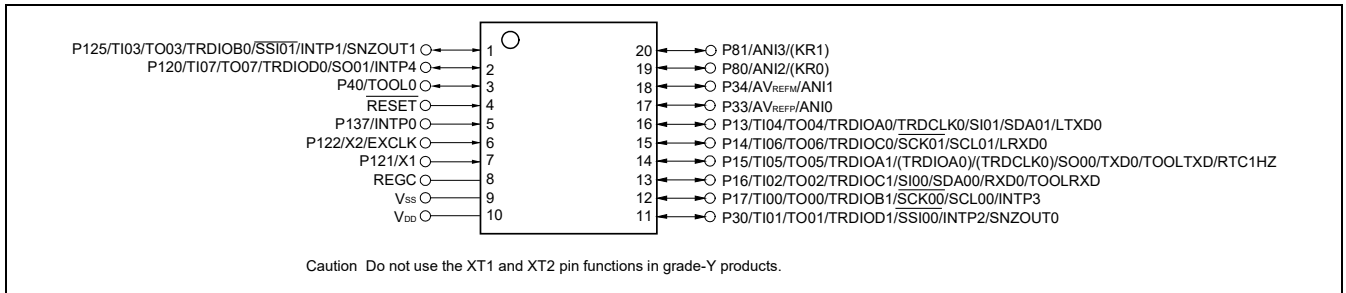 P125/TI03/TO03/TRDIOB0/SSI01/INTP1/SNZOUT1 1
P120/TI07/TO07/TRDIOD0/SO01/INTP4 2
P40/TOOL0 3
RESET 4
P137/INTP0 5
P122/X2/EXCLK 6
P121/X1 7
REGC 8
VSS 9
VDD 10
20 P81/ANI3/(KR1)
19 P80/ANI2/(KR0)
18 P34/AVREFM/ANI1
17 P33/AVREFP/ANI0
16 P13/TI04/TO04/TRDIOA0/TRDCLK0/SI01/SDA01/LTXD0
15 P14/TI06/TO06/TRDIOC0/SCK01/SCL01/LRXD0
14 P15/TI05/TO05/TRDIOA1/(TRDIOA0)/(TRDCLK0)/SO00/TXD0/TOOLTXD/RTC1HZ
13 P16/TI02/TO02/TRDIOC1/SI00/SDA00/RXD0/TOOLRXD
12 P17/TI00/TO00/TRDIOB1/SCK00/SCL00/INTP3
11 P30/TI01/TO01/TRDIOD1/SSI00/INTP2/SNZOUT0
Caution Do not use the XT1 and XT2 pin functions in grade-Y products.